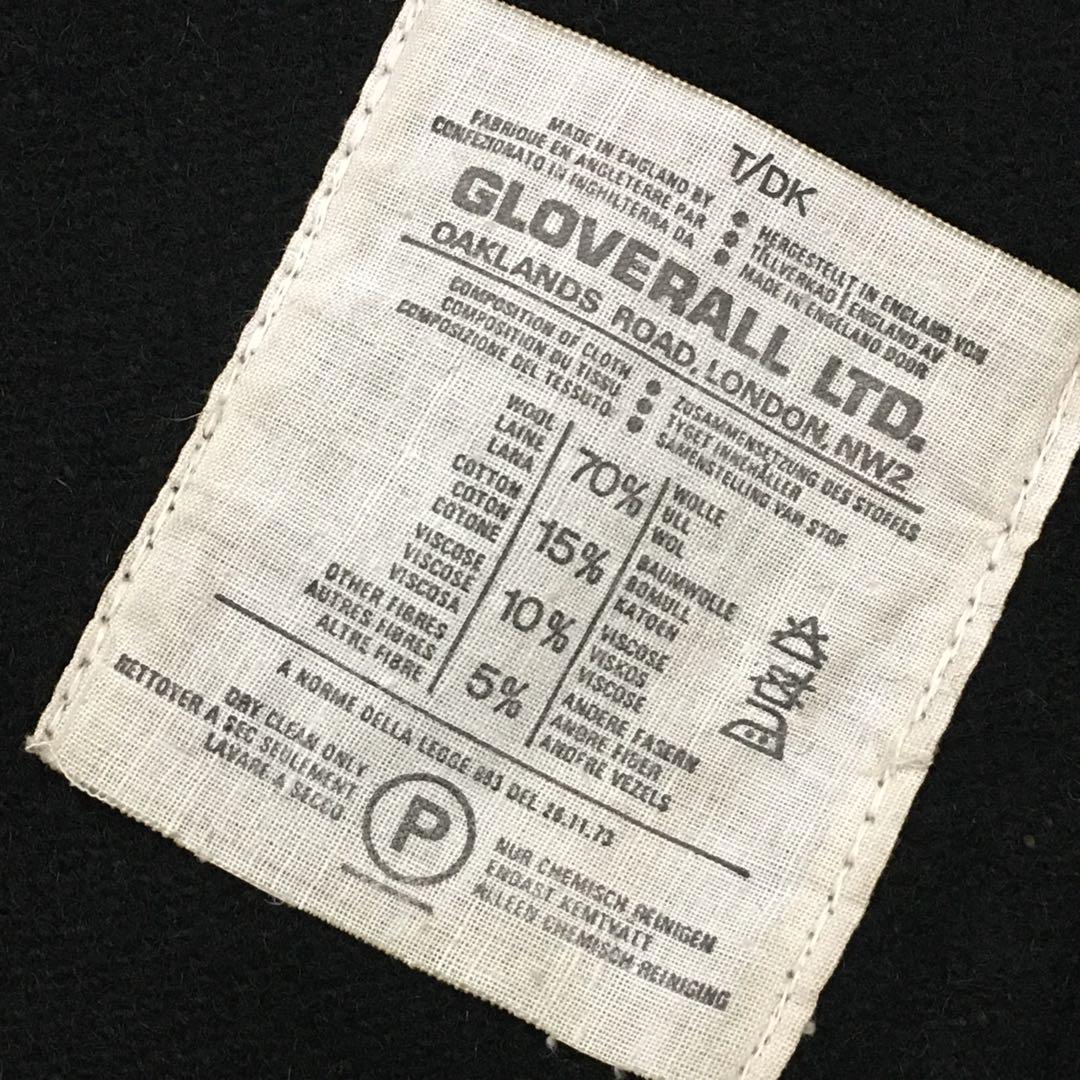 T/DK
MADE IN ENGLAND BY
FABRIQUE EN ANGLETERRE PAR
CONFEZIONATO IN INGHILTERRA DA
HERGESTELLT IN ENGLAND VON
TILLVERKAD I ENGLAND AV
MADE IN ENGELAND DOOR
GLOVERALL LTD.
OAKLANDS ROAD, LONDON, NW2
COMPOSITION OF CLOTH
COMPOSITION DU TISSU
COMPOSIZIONE DEL TESSUTO
ZUSAMMENSETZUNG DES STOFFES
TYGET INNEHÅLLER
SAMENSTELLING VAN STOF
WOOL
LAINE
LANA
70%
WOLLE
ULL
WOL
COTTON
COTON
COTONE
15%
BAUMWOLLE
BOMULL
KATOEN
VISCOSE
VISCOSE
VISCOSA
10%
VISCOSE
VISKOS
VISCOSE
OTHER FIBRES
AUTRES FIBRES
ALTRE FIBRE
5%
ANDERE FASERN
ANDRE FIBER
ANDERE VEZELS
A NORME DELLA LEGGE 883 DEL 26.11.73
DRY CLEAN ONLY
NETTOYER A SEC SEULEMENT
LAVARE A SECCO
P
NUR CHEMISCH REINIGEN
ENDAST KEMTVATT
ALLEEN CHEMISCH REINIGING